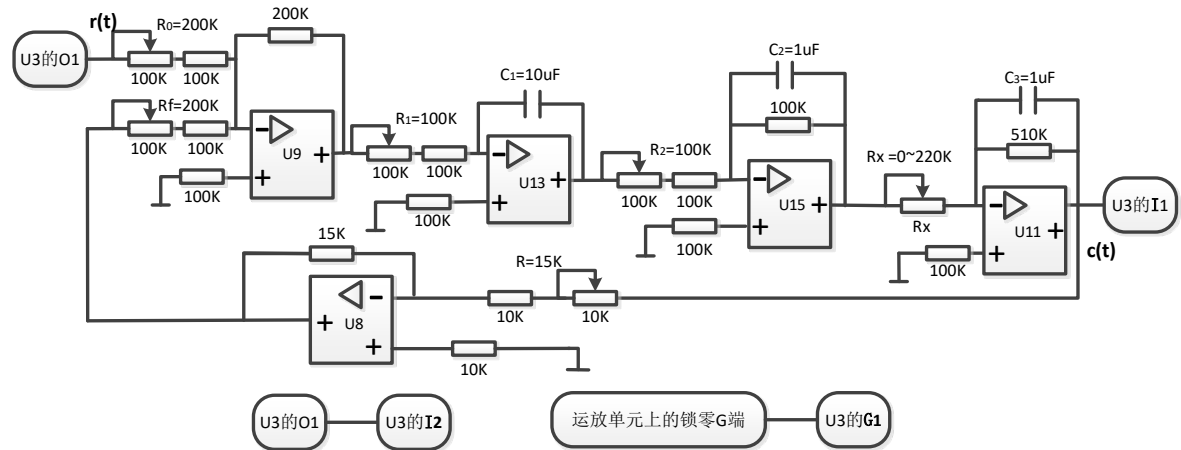 r(t)
R₀=200K
200K
U3的O1
100K
100K
Rf=200K
100K
100K
U9
100K
C₁=10uF
R₁=100K
100K
100K
U13
100K
C₂=1uF
100K
R₂=100K
100K
100K
U15
100K
C₃=1uF
510K
Rx =0~220K
Rx
U11
100K
U3的I1
c(t)
15K
R=15K
U8
10K
10K
10K
U3的O1
U3的I2
运放单元上的锁零G端
U3的G1